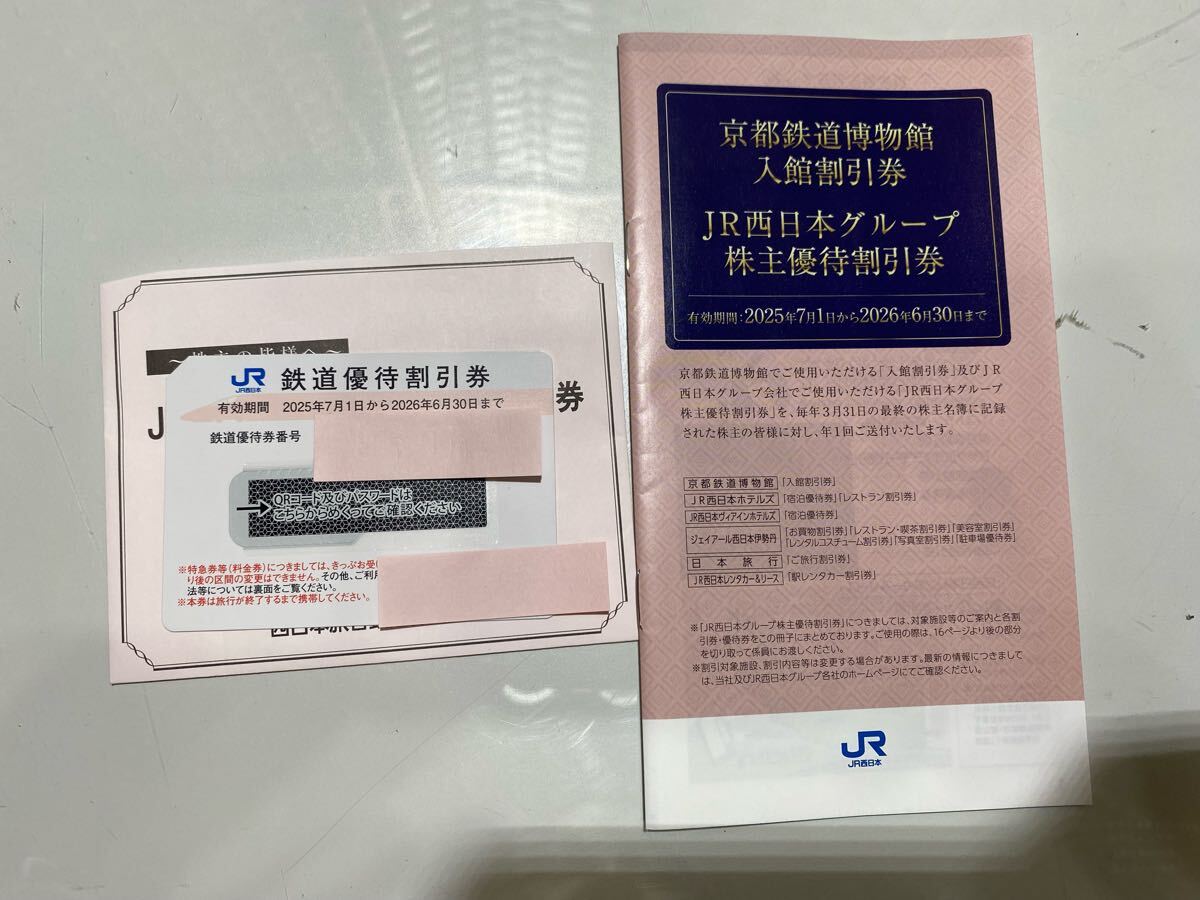 ～株主の皆様へ～
J
券
JR
JR西日本
鉄道優待割引券
有効期間 2025年7月1日から2026年6月30日まで
鉄道優待券番号
QRコード及びパスワードは
こちらからめくってご確認ください
※特急券等(料金券)につきましては、きっぷお受
り後の区間の変更はできません。その他、ご利用
法等については裏面をご覧ください。
※本券は旅行が終了するまで携帯してください。
西日本旅客
京都鉄道博物館
入館割引券
JR西日本グループ
株主優待割引券
有効期間:2025年7月1日から2026年6月30日まで
京都鉄道博物館でご使用いただける「入館割引券」及びJR
西日本グループ会社でご使用いただける「JR西日本グループ
株主優待割引券」を、毎年3月31日の最終の株主名簿に記録
された株主の皆様に対し、年1回ご送付いたします。
京都鉄道博物館 「入館割引券」
JR西日本ホテルズ 「宿泊優待券」「レストラン割引券」
JR西日本ヴィアインホテルズ 「宿泊優待券」
ジェイアール西日本伊勢丹 「お買物割引券」「レストラン・喫茶割引券」「美容室割引券」
「レンタルコスチューム割引券」「写真室割引券」「駐車場優待券」
日本旅行 「ご旅行割引券」
JR西日本レンタカー&リース 「駅レンタカー割引券」
※「JR西日本グループ株主優待割引券」につきましては、対象施設等のご案内と各割
引券・優待券をこの冊子にまとめております。ご使用の際は、16ページより後の部分
を切り取って係員にお渡しください。
※割引対象施設、割引内容等は変更する場合があります。最新の情報につきまして
は、当社及びJR西日本グループ各社のホームページにてご確認ください。
JR
JR西日本